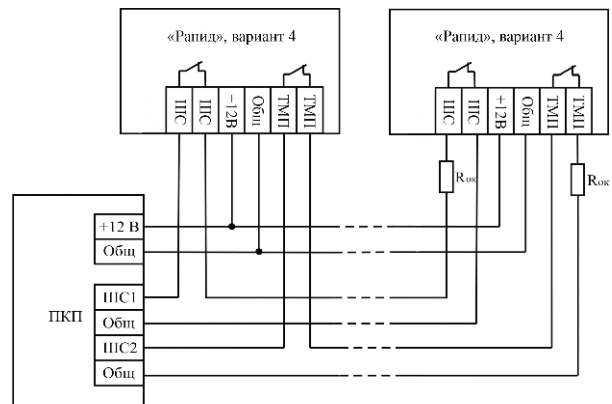 «Рапид», вариант 4
ШС ШС +12В Общ ТМП ТМП
«Рапид», вариант 4
ШС ШС +12В Общ ТМП ТМП
Rок
Rок
ПКП
+12 В
Общ
ШС1
Общ
ШС2
Общ